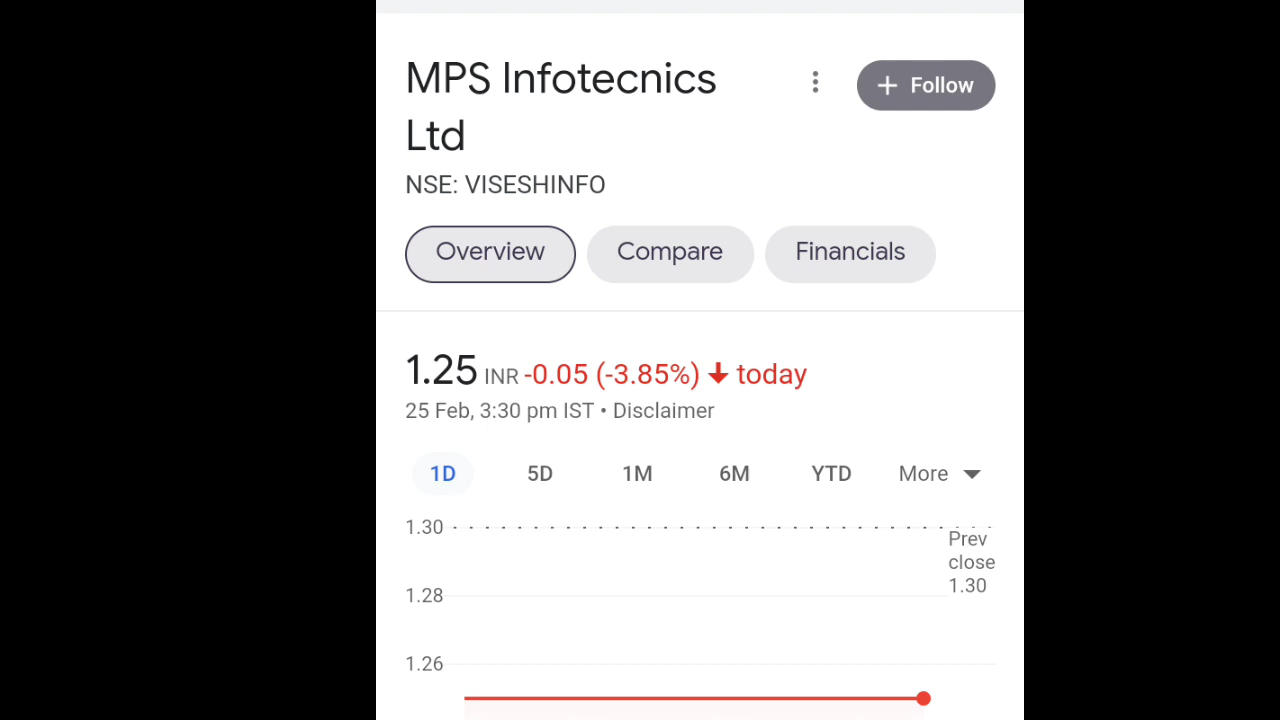 MPS Infotecnics
Ltd
+ Follow
NSE: VISESHINFO
Overview Compare Financials
1.25 INR -0.05 (-3.85%) ↓ today
25 Feb, 3:30 pm IST • Disclaimer
1D 5D 1M 6M YTD More
1.30
Prev
close
1.30
1.28
1.26